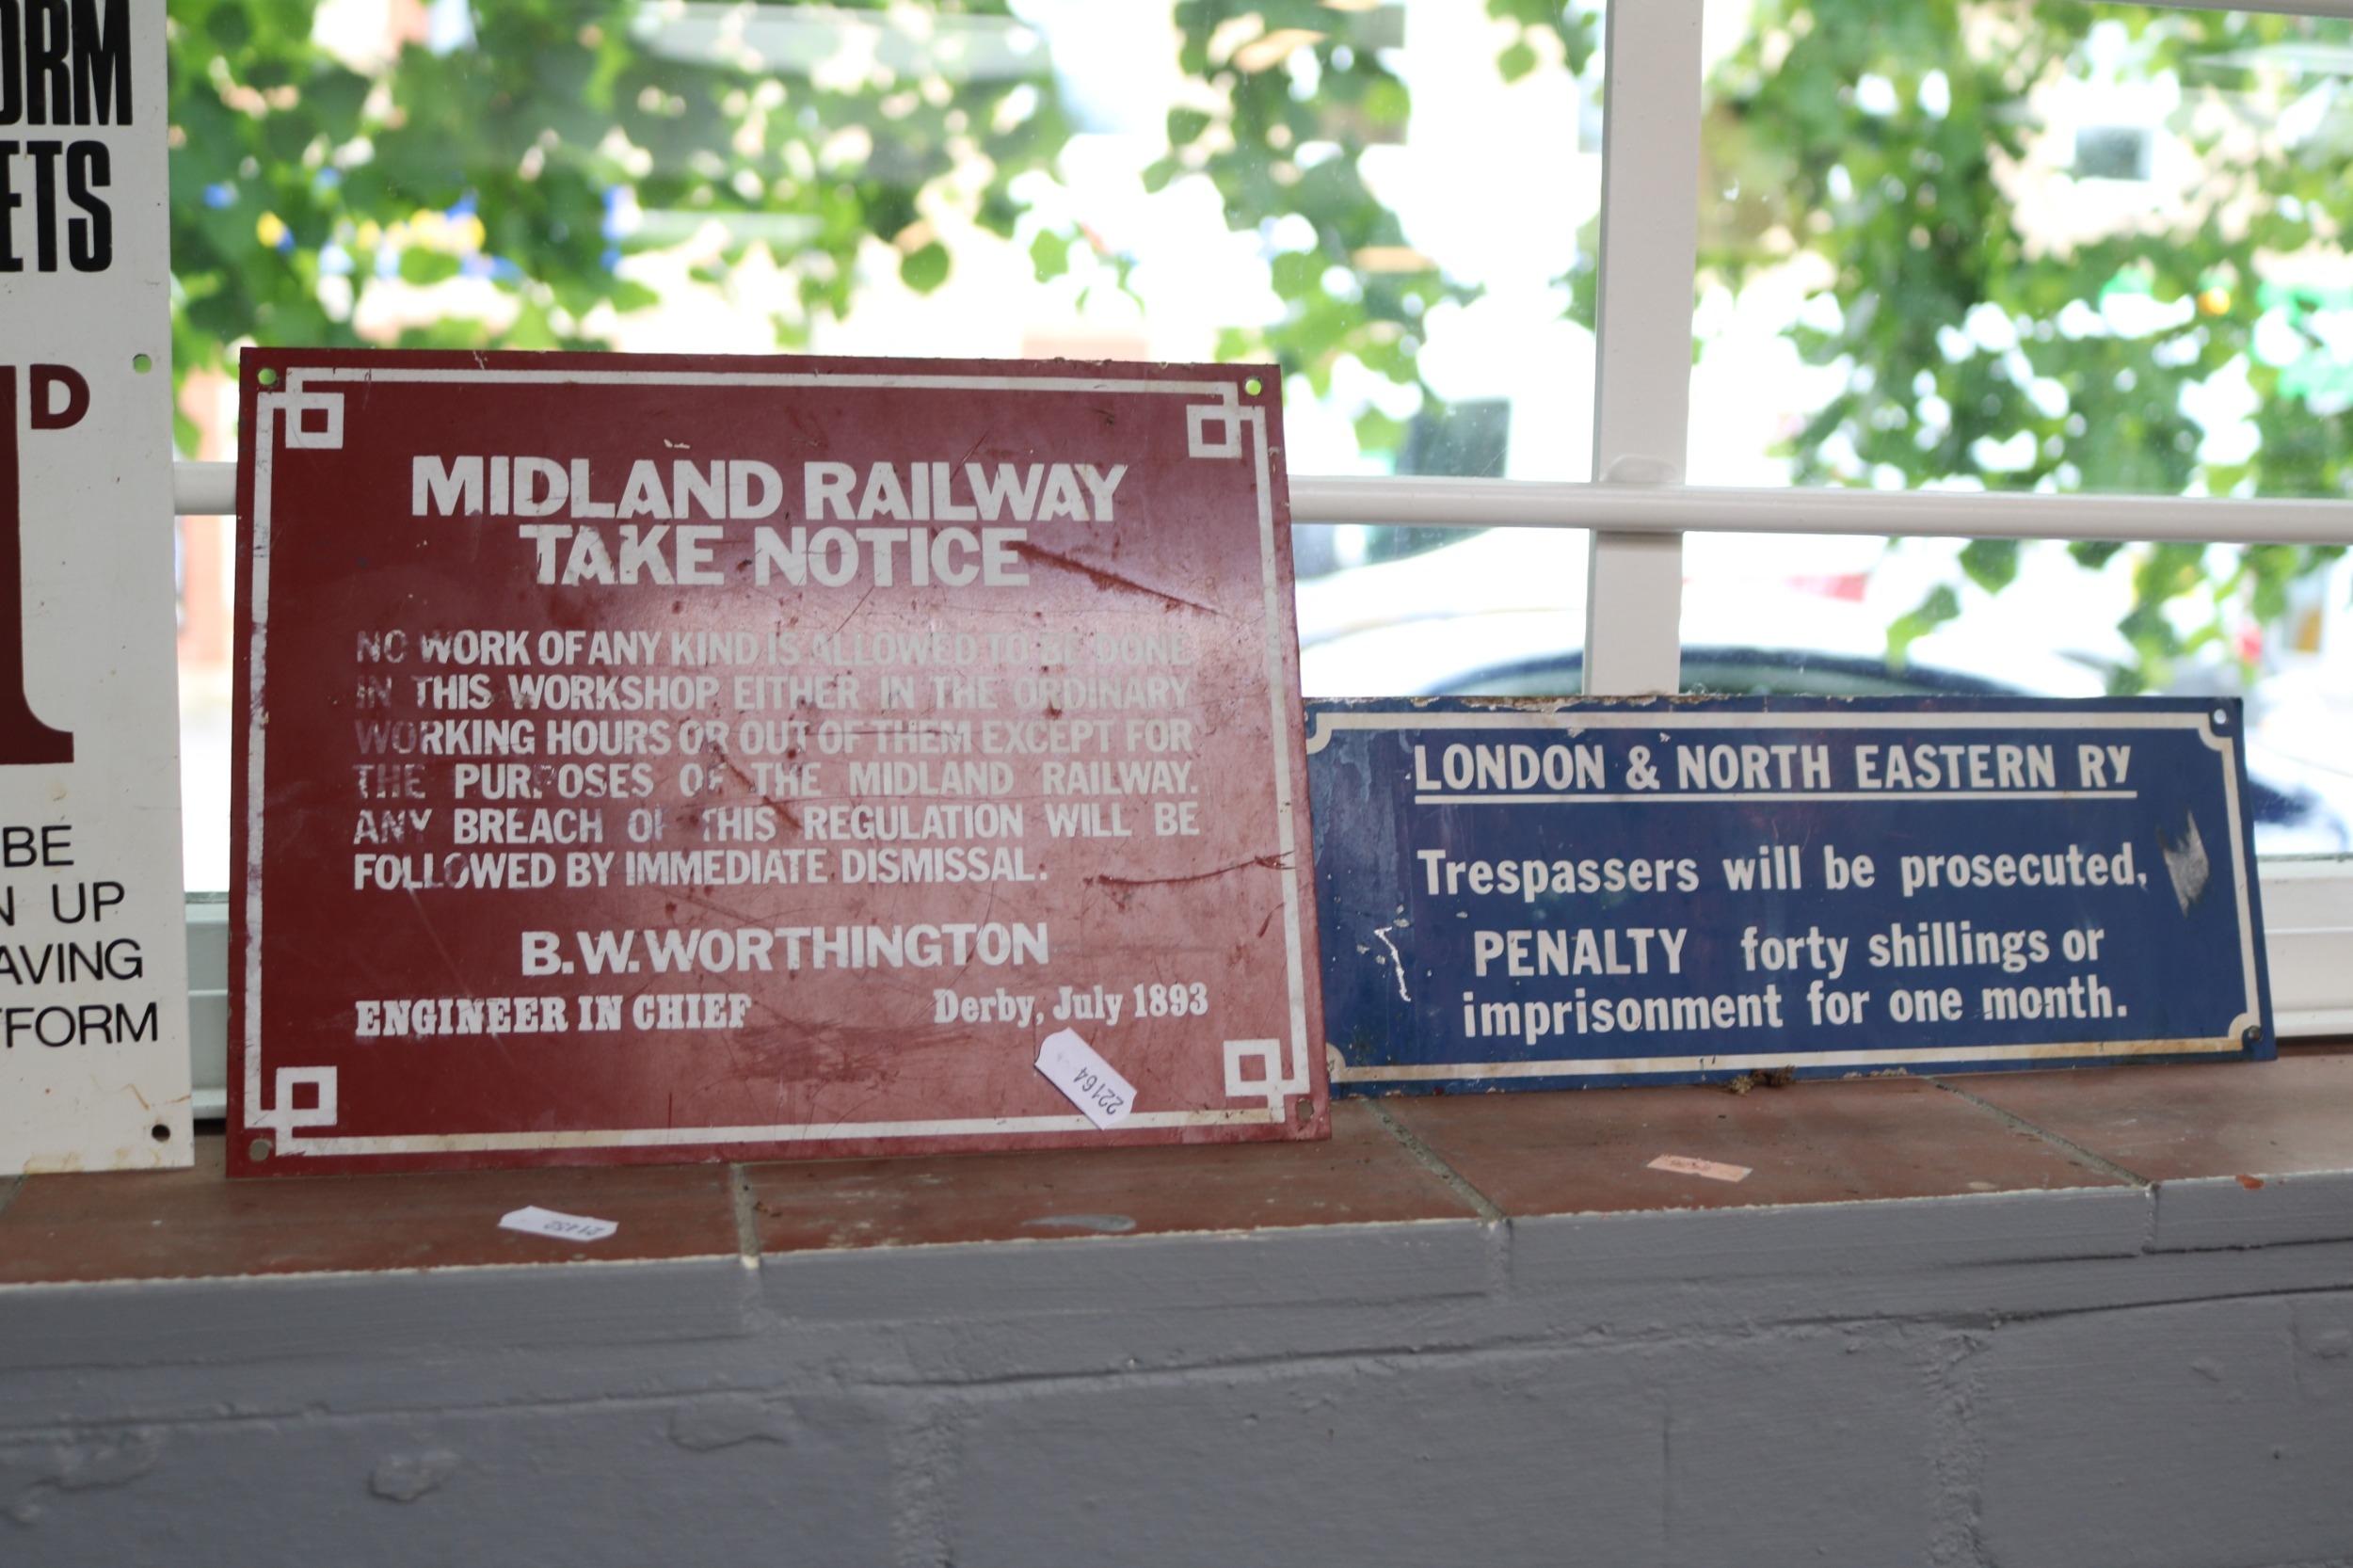 ORM
ETS
D
BE
N UP
AVING
TFORM
MIDLAND RAILWAY
TAKE NOTICE
NO WORK OF ANY KIND IS ALLOWED TO BE DONE
IN THIS WORKSHOP EITHER IN THE ORDINARY
WORKING HOURS OR OUT OF THEM EXCEPT FOR
THE PURPOSES OF THE MIDLAND RAILWAY.
ANY BREACH OF THIS REGULATION WILL BE
FOLLOWED BY IMMEDIATE DISMISSAL.
B.W.WORTHINGTON
ENGINEER IN CHIEF Derby, July 1893
22164
LONDON & NORTH EASTERN RY
Trespassers will be prosecuted,
PENALTY forty shillings or
imprisonment for one month.